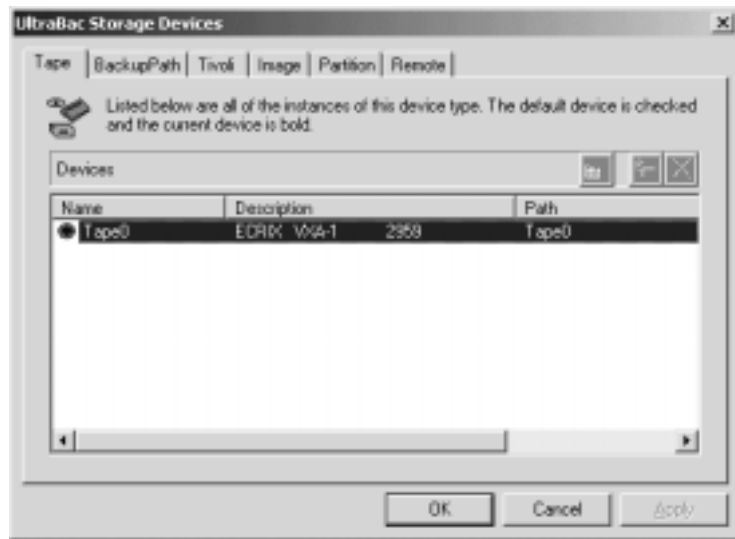 UltraBac Storage Devices
Tape BackupPath Tivoli Image Partition Remote
Listed below are all of the instances of this device type. The default device is checked
and the current device is bold.
Devices
Name Description Path
Tape0 ECRIX VXA-1 2959 Tape0
OK Cancel Apply